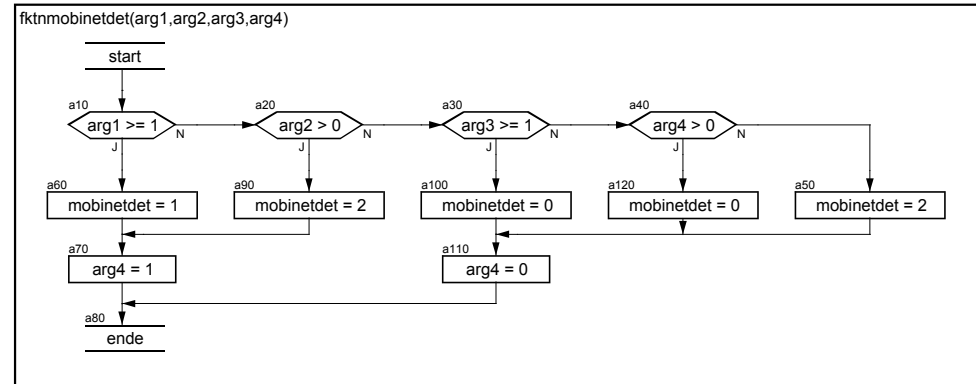 fktnmobinetdet(arg1,arg2,arg3,arg4)
start
a10
arg1 >= 1
N
J
a20
arg2 > 0
N
J
a30
arg3 >= 1
N
J
a40
arg4 > 0
N
J
a60
mobinetdet = 1
a90
mobinetdet = 2
a100
mobinetdet = 0
a120
mobinetdet = 0
a50
mobinetdet = 2
a70
arg4 = 1
a110
arg4 = 0
a80
ende